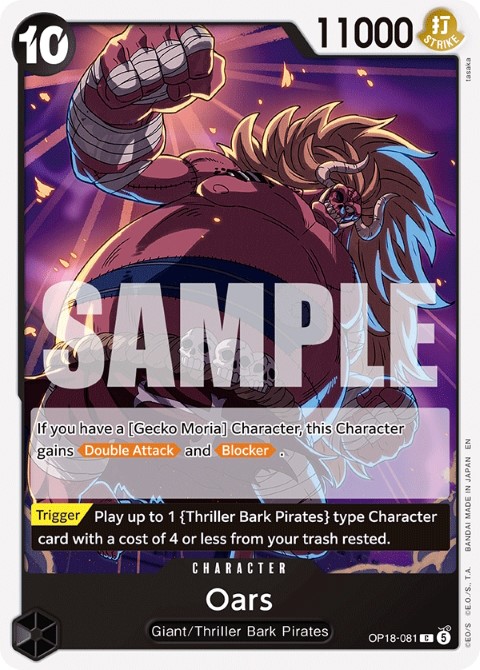 10
11000
打
STRIKE
tasaka
SAMPLE
If you have a [Gecko Moria] Character, this Character
gains Double Attack and Blocker .
Trigger Play up to 1 {Thriller Bark Pirates} type Character
card with a cost of 4 or less from your trash rested.
CHARACTER
Oars
Giant/Thriller Bark Pirates
OP18-081 C 5
©E.O/S ©E.O./S., T.A. BANDAI MADE IN JAPAN EN